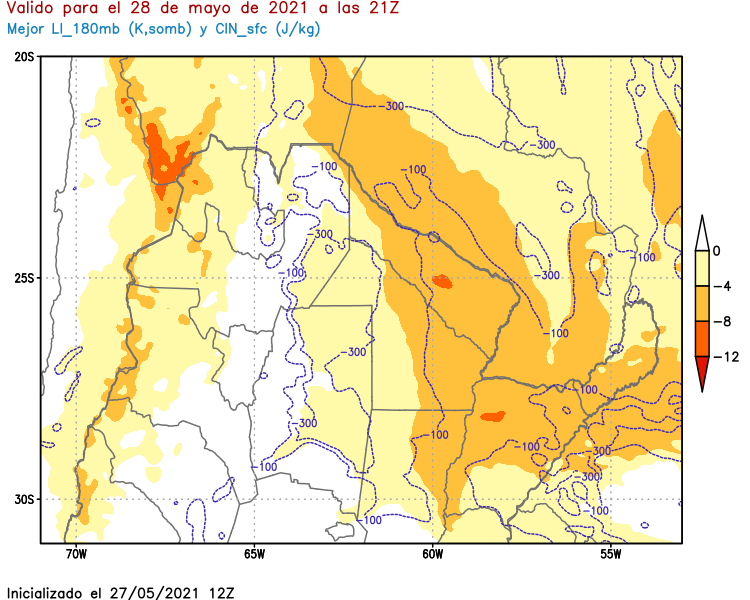 Valido para el 28 de mayo de 2021 a las 21Z
Mejor LI_180mb (K,somb) y CIN_sfc (J/kg)
20S
-300
-300
-100
-100
-300
-100
0
25S
-100
-300
-4
-8
-100
-300
-12
-100
-300
-100
-100
-300
-100
-300
30S
-100
-100
70W
65W
60W
55W
Inicializado el 27/05/2021 12Z